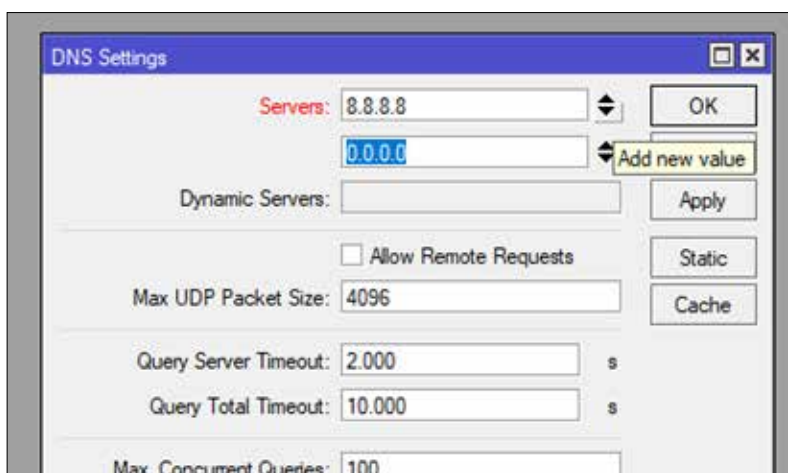 DNS Settings
Servers: 8.8.8.8 OK
0.0.0.0 Add new value
Dynamic Servers: Apply
Allow Remote Requests Static
Max UDP Packet Size: 4096 Cache
Query Server Timeout: 2.000 s
Query Total Timeout: 10.000 s
Max. Concurrent Queries: 100